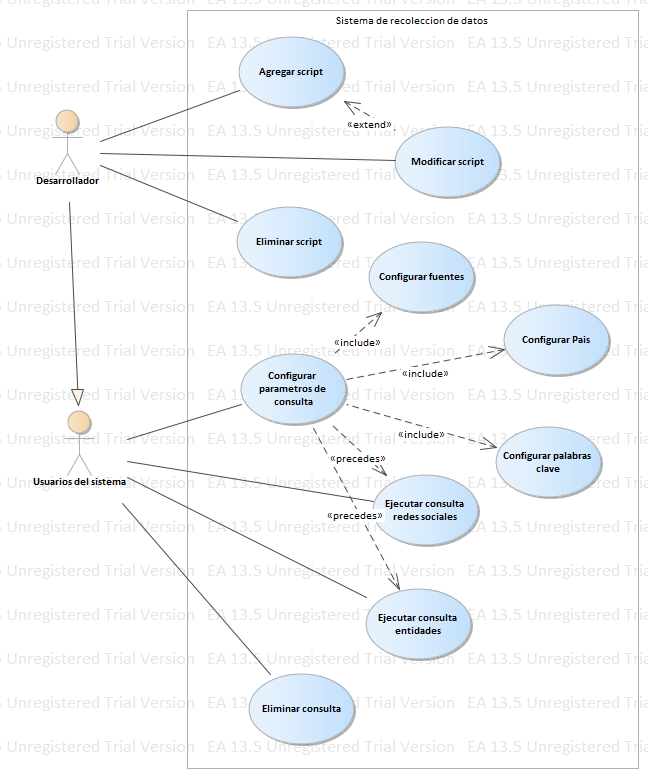 Sistema de recoleccion de datos
Agregar script
«extend»
Modificar script
Desarrollador
Eliminar script
Configurar fuentes
«include»
Configurar Pais
«include»
Configurar
parametros de
consulta
«include»
Configurar palabras
clave
«precedes»
Usuarios del sistema
Ejecutar consulta
redes sociales
«precedes»
Ejecutar consulta
entidades
Eliminar consulta
EA 13.5 Unregistered Trial Version